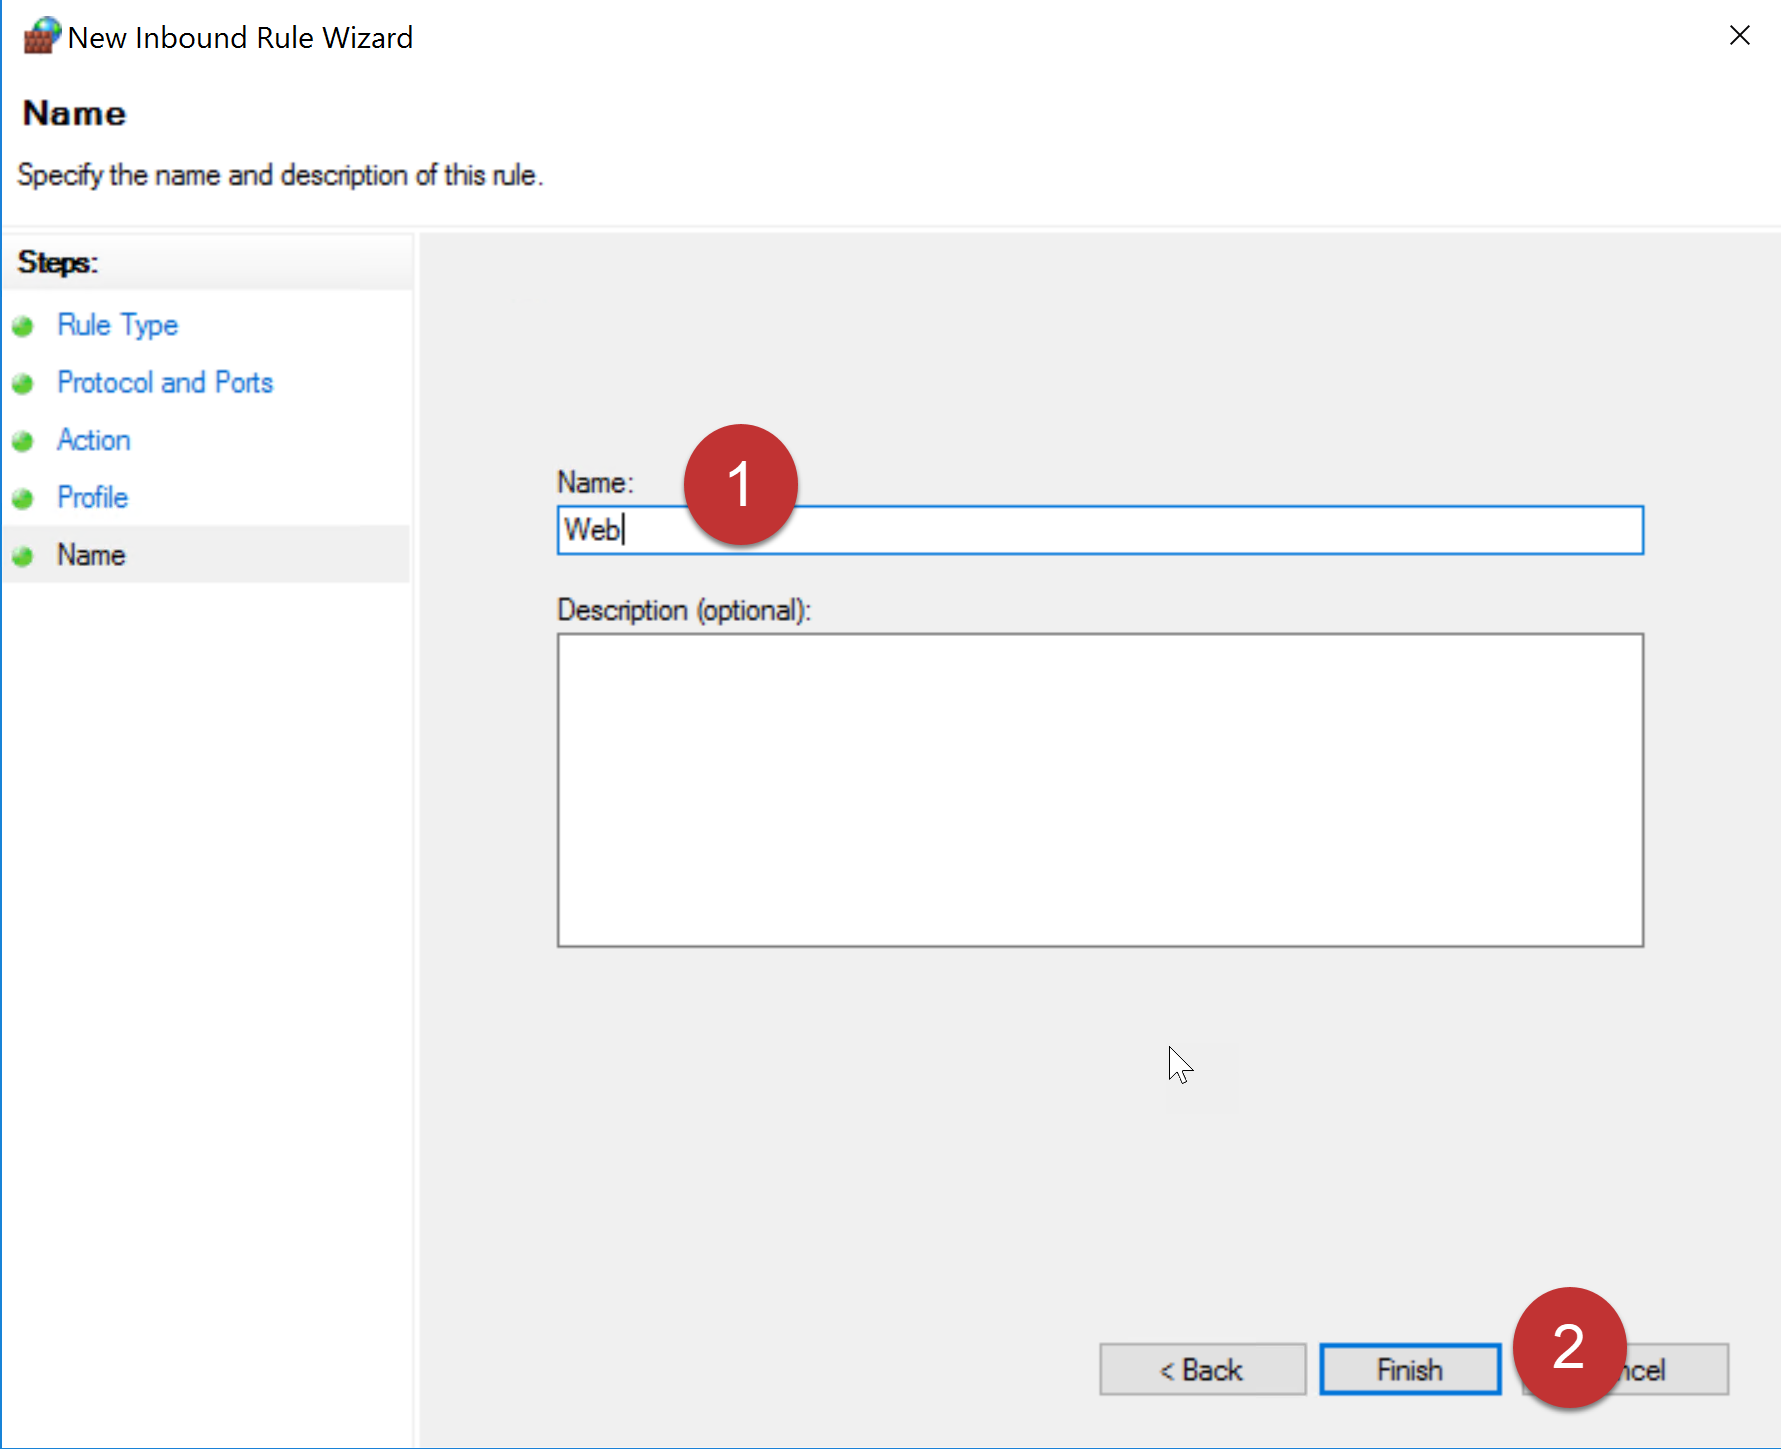 New Inbound Rule Wizard
Name
Specify the name and description of this rule.
Steps:
Rule Type
Protocol and Ports
Action
Profile
Name
Name:
1
Web
Description (optional):
< Back
Finish
2
ncel